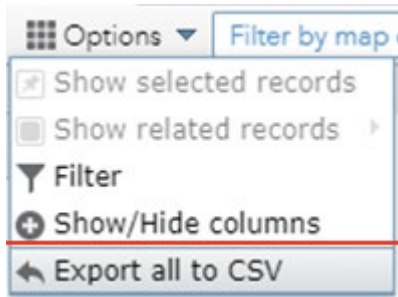 Options Filter by map
Show selected records
Show related records
Filter
Show/Hide columns
Export all to CSV